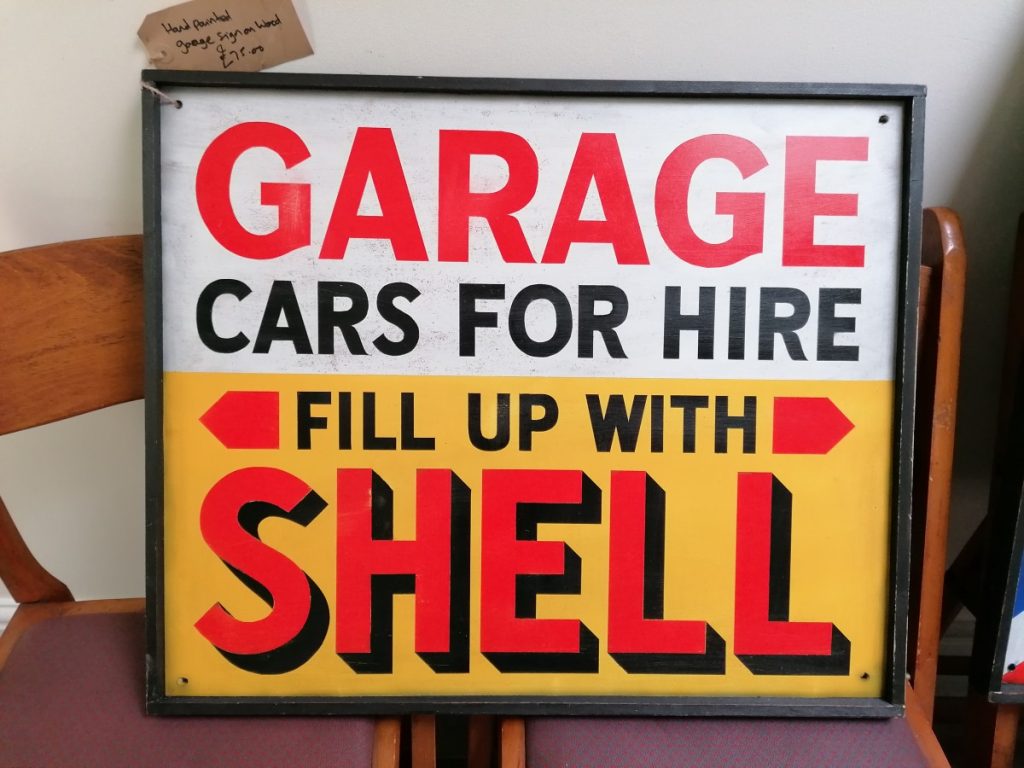 Hand painted
garage sign on wood
£75.00
GARAGE
CARS FOR HIRE
FILL UP WITH
SHELL